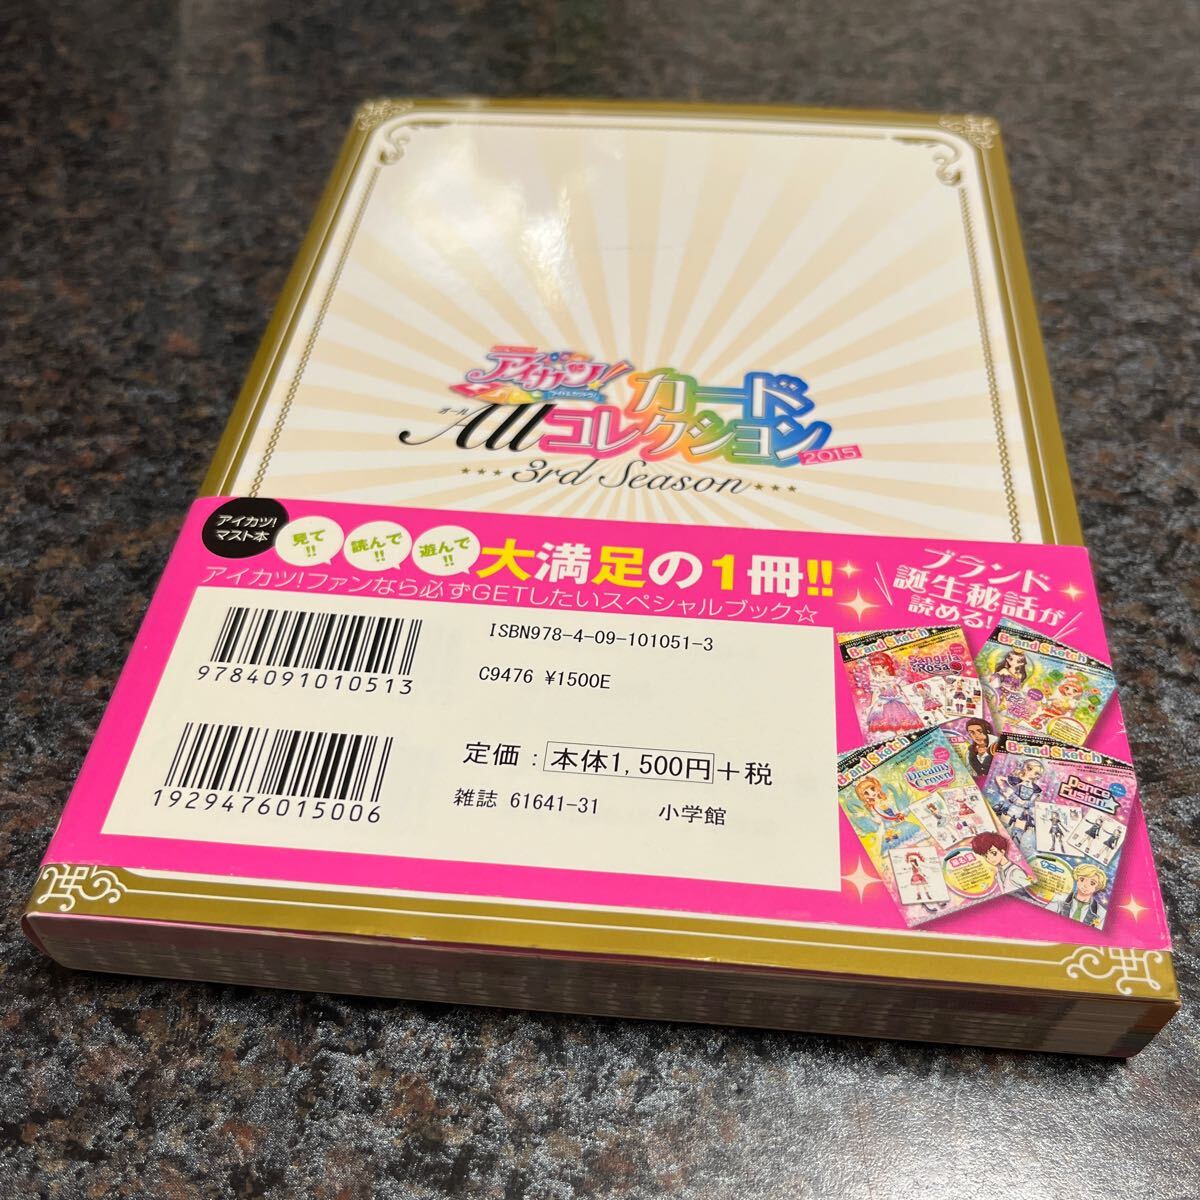 アイカツ!
アイドルカツドウ!
カード
オール
All コレクション 2015
3rd Season
アイカツ!
マスト本
見て!!
読んで!!
遊んで!!
大満足の1冊!!
アイカツ!ファンなら必ずGETしたいスペシャルブック☆
ブランド
誕生秘話が
読める!
ISBN978-4-09-101051-3
9784091010513
C9476 ¥1500E
定価：本体1,500円+税
1929476015006
雑誌 61641-31 小学館
Brand Sketch
Sangria
Rosa
Brand Sketch
Brand Sketch
Dreamy
Crown
Brand Sketch
Dance
Fusion